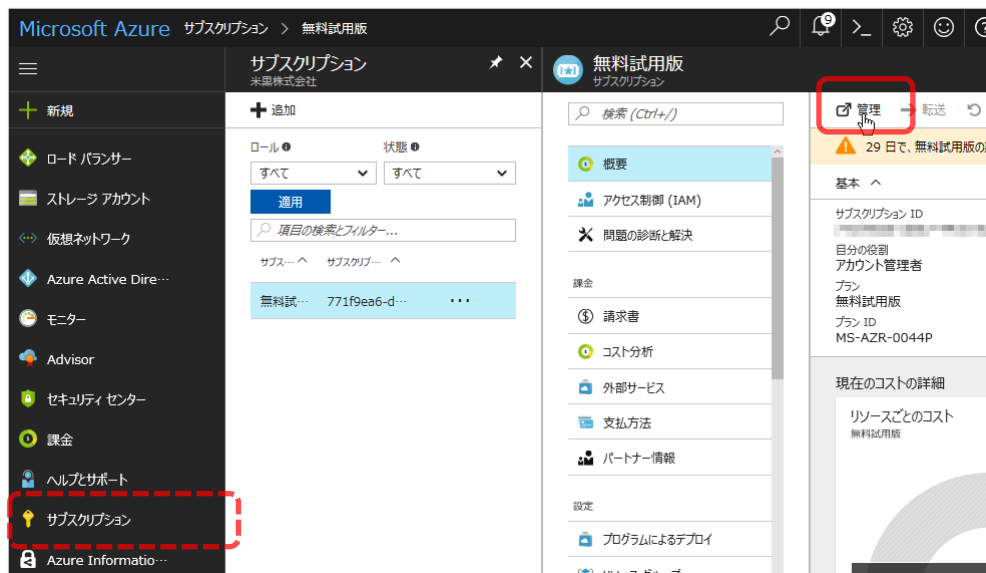 Microsoft Azure サブスクリプション > 無料試用版
9
新規
ロード バランサー
ストレージ アカウント
仮想ネットワーク
Azure Active Dire…
モニター
Advisor
セキュリティ センター
課金
ヘルプとサポート
サブスクリプション
Azure Informatio…
サブスクリプション
米黒株式会社
追加
ロール 状態
すべて すべて
適用
項目の検索とフィルター...
サブス… サブスクリプ…
無料試… 771f9ea6-d… ...
無料試用版
サブスクリプション
検索 (Ctrl+/)
概要
アクセス制御 (IAM)
問題の診断と解決
課金
請求書
コスト分析
外部サービス
支払方法
パートナー情報
設定
プログラムによるデプロイ
リソース グループ
管理 転送
29 日で、無料試用版の
基本
サブスクリプション ID
自分の役割
アカウント管理者
プラン
無料試用版
プラン ID
MS-AZR-0044P
現在のコストの詳細
リソースごとのコスト
無料試用版